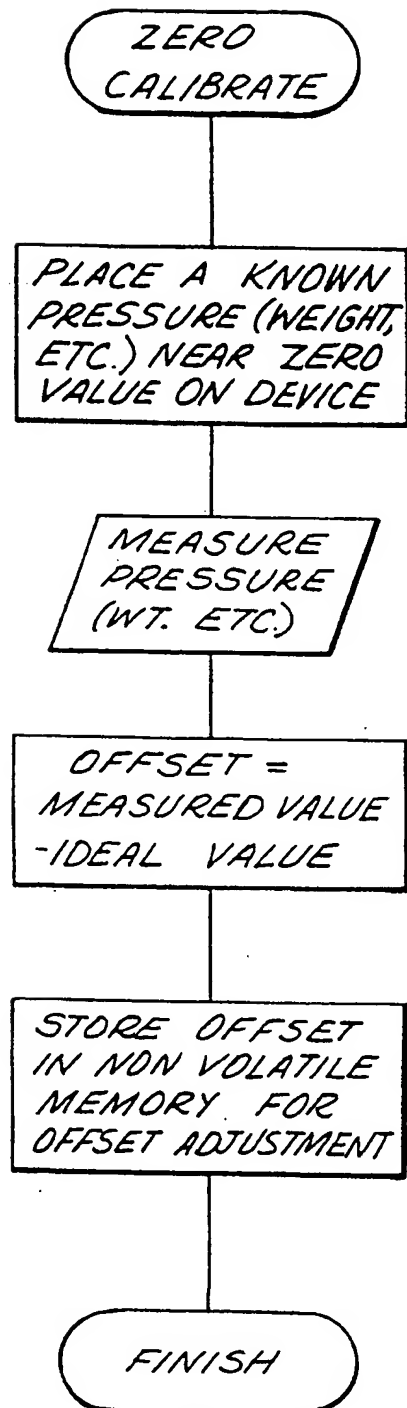 ZERO
CALIBRATE
PLACE A KNOWN
PRESSURE (WEIGHT,
ETC.) NEAR ZERO
VALUE ON DEVICE
MEASURE
PRESSURE
(WT. ETC.)
OFFSET =
MEASURED VALUE
-IDEAL VALUE
STORE OFFSET
IN NON VOLATILE
MEMORY FOR
OFFSET ADJUSTMENT
FINISH